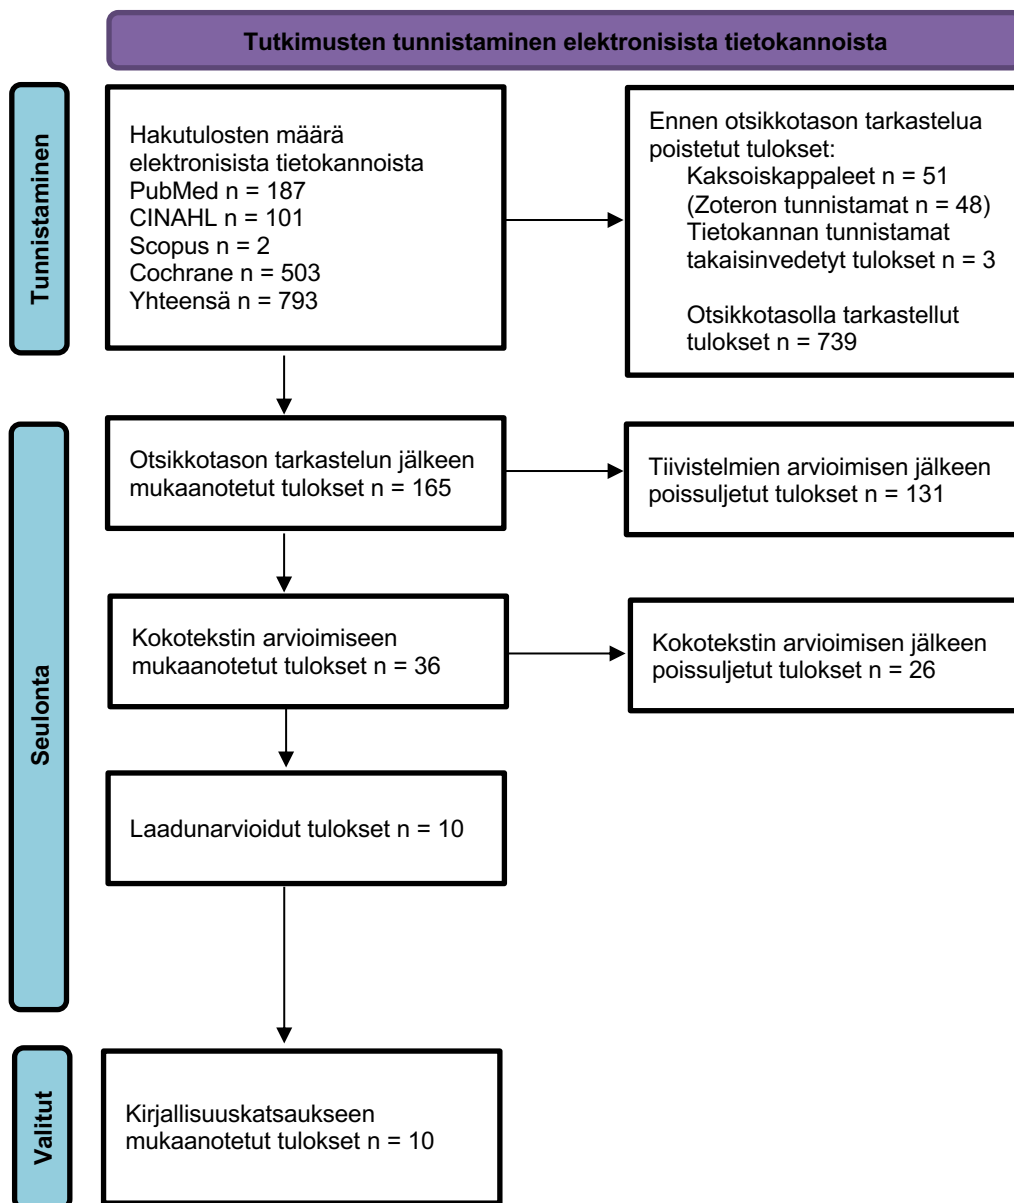 Tutkimusten tunnistaminen elektronisista tietokannoista
Tunnistaminen
Hakutulosten määrä
elektronisista tietokannoista
PubMed n = 187
CINAHL n = 101
Scopus n = 2
Cochrane n = 503
Yhteensä n = 793
Ennen otsikkotason tarkastelua
poistetut tulokset:
Kaksoiskappaleet n = 51
(Zoteron tunnistamat n = 48)
Tietokannan tunnistamat
takaisinvedetyt tulokset n = 3
Otsikkotasolla tarkastellut
tulokset n = 739
Seulonta
Otsikkotason tarkastelun jälkeen
mukaanotetut tulokset n = 165
Tiivistelmien arvioimisen jälkeen
poissuljetut tulokset n = 131
Kokotekstin arvioimiseen
mukaanotetut tulokset n = 36
Kokotekstin arvioimisen jälkeen
poissuljetut tulokset n = 26
Laadunarvioidut tulokset n = 10
Valitut
Kirjallisuuskatsaukseen
mukaanotetut tulokset n = 10